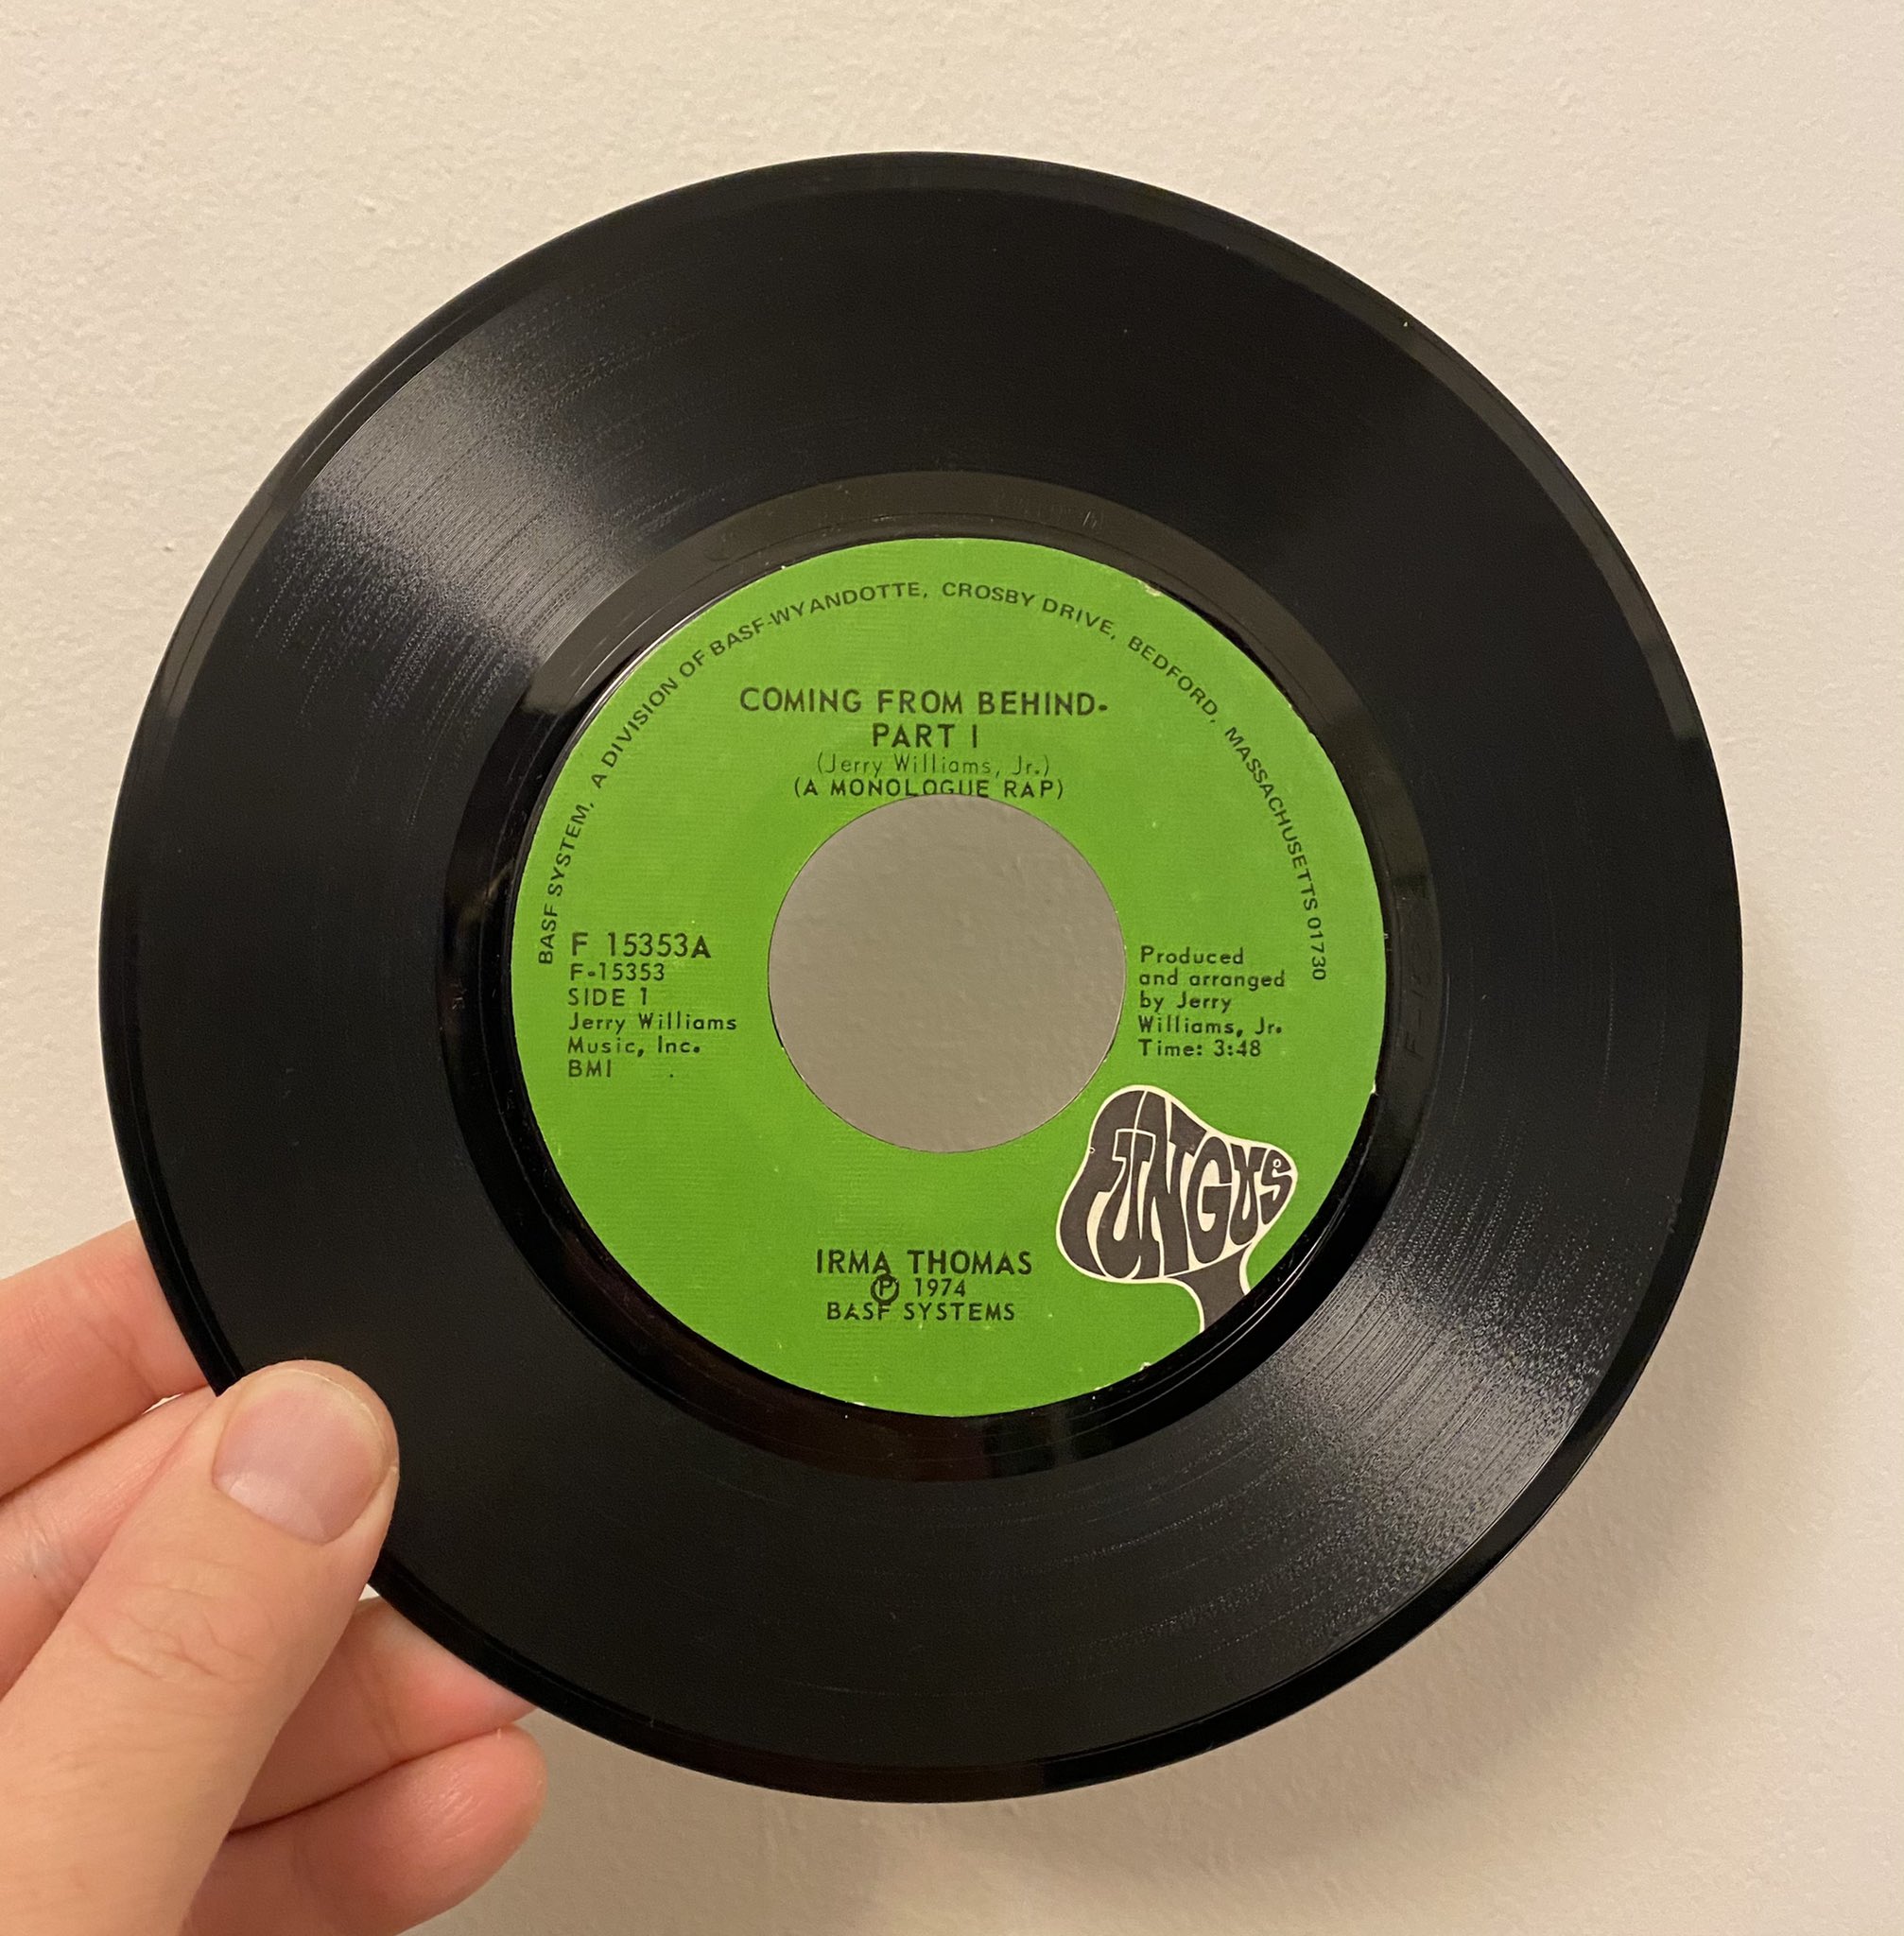 BASF SYSTEM, A DIVISION OF BASF-WYANDOTTE, CROSBY DRIVE, BEDFORD, MASSACHUSETTS 01730
COMING FROM BEHIND-
PART I
(Jerry Williams, Jr.)
(A MONOLOGUE RAP)
F 15353A
F-15353
SIDE 1
Jerry Williams
Music, Inc.
BMI
Produced
and arranged
by Jerry
Williams, Jr.
Time: 3:48
FUNGUS
IRMA THOMAS
℗ 1974
BASF SYSTEMS